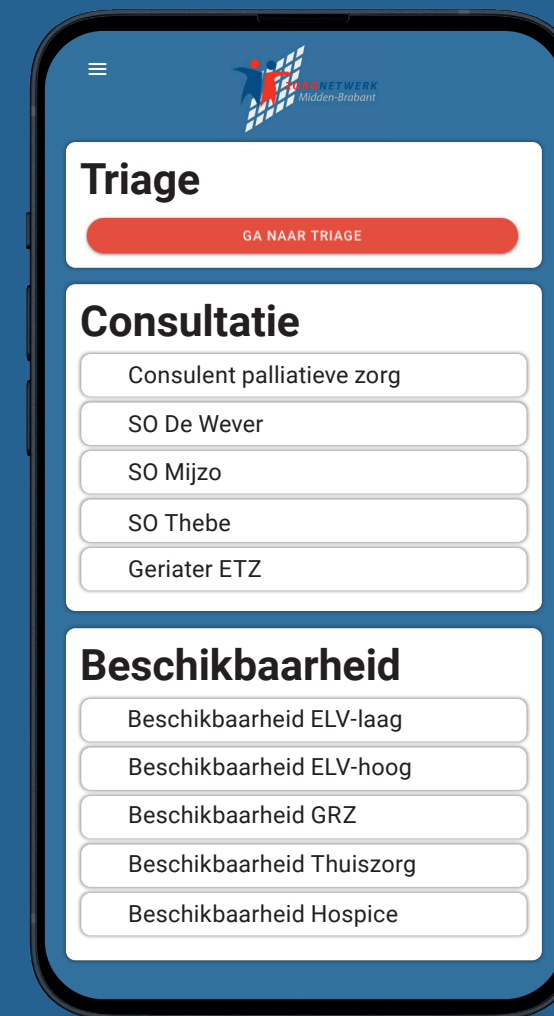 ZORGNETWERK
Midden-Brabant
Triage
GA NAAR TRIAGE
Consultatie
Consulent palliatieve zorg
SO De Wever
SO Mijzo
SO Thebe
Geriater ETZ
Beschikbaarheid
Beschikbaarheid ELV-laag
Beschikbaarheid ELV-hoog
Beschikbaarheid GRZ
Beschikbaarheid Thuiszorg
Beschikbaarheid Hospice